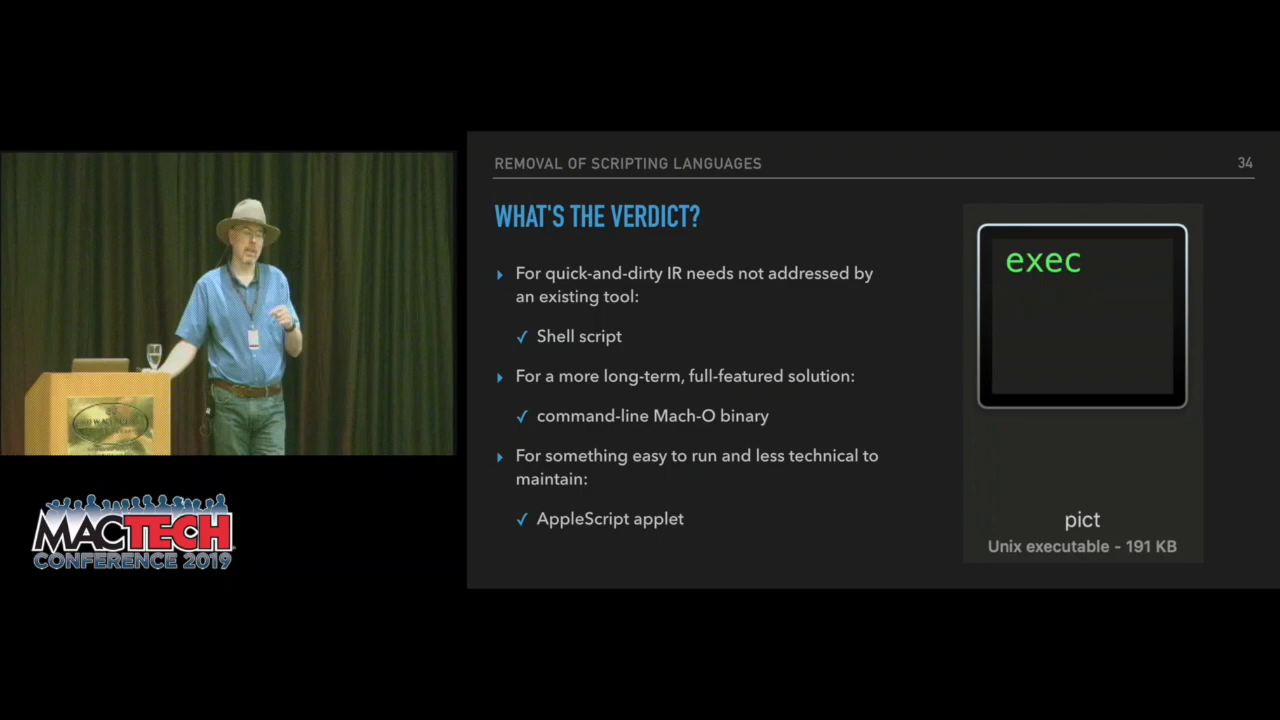 REMOVAL OF SCRIPTING LANGUAGES
34
WHAT'S THE VERDICT?
For quick-and-dirty IR needs not addressed by
an existing tool:
✓ Shell script
For a more long-term, full-featured solution:
✓ command-line Mach-O binary
For something easy to run and less technical to
maintain:
✓ AppleScript applet
exec
pict
Unix executable - 191 KB
MACTECH
CONFERENCE 2019